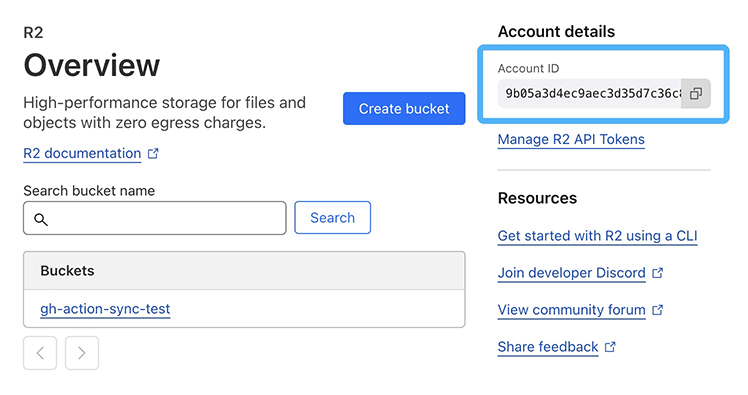 R2
Overview
High-performance storage for files and
objects with zero egress charges.
Create bucket
R2 documentation
Search bucket name
Search
Buckets
gh-action-sync-test
Account details
Account ID
9b05a3d4ec9aec3d35d7c36c8
Manage R2 API Tokens
Resources
Get started with R2 using a CLI
Join developer Discord
View community forum
Share feedback